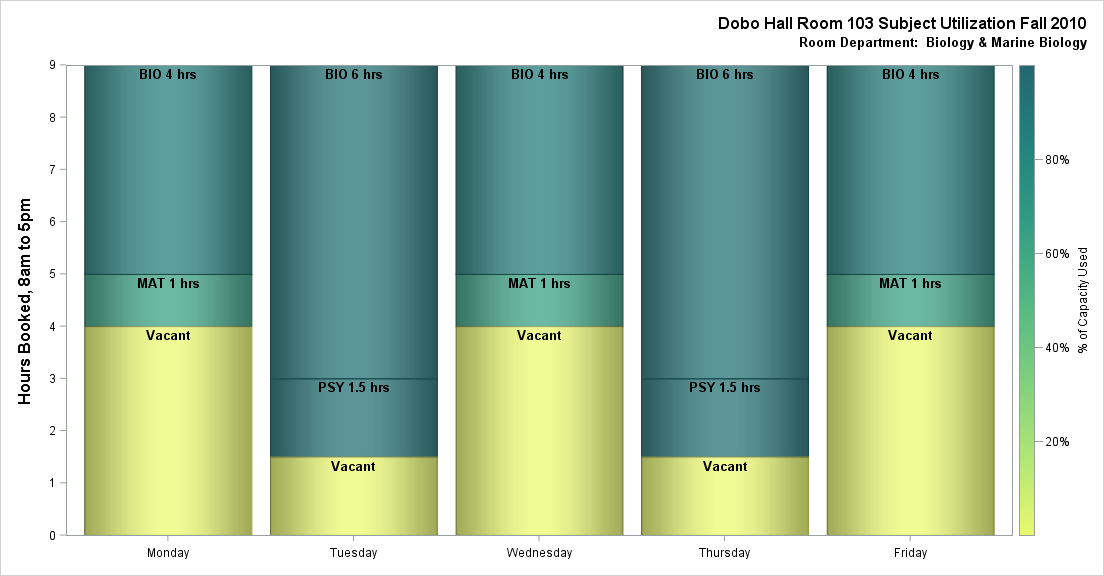 Dobo Hall Room 103 Subject Utilization Fall 2010
Room Department:  Biology & Marine Biology
Hours Booked, 8am to 5pm
9
8
7
6
5
4
3
2
1
0
BIO 4 hrs
MAT 1 hrs
Vacant
BIO 6 hrs
PSY 1.5 hrs
Vacant
BIO 4 hrs
MAT 1 hrs
Vacant
BIO 6 hrs
PSY 1.5 hrs
Vacant
BIO 4 hrs
MAT 1 hrs
Vacant
Monday
Tuesday
Wednesday
Thursday
Friday
80%
60%
40%
20%
% of Capacity Used